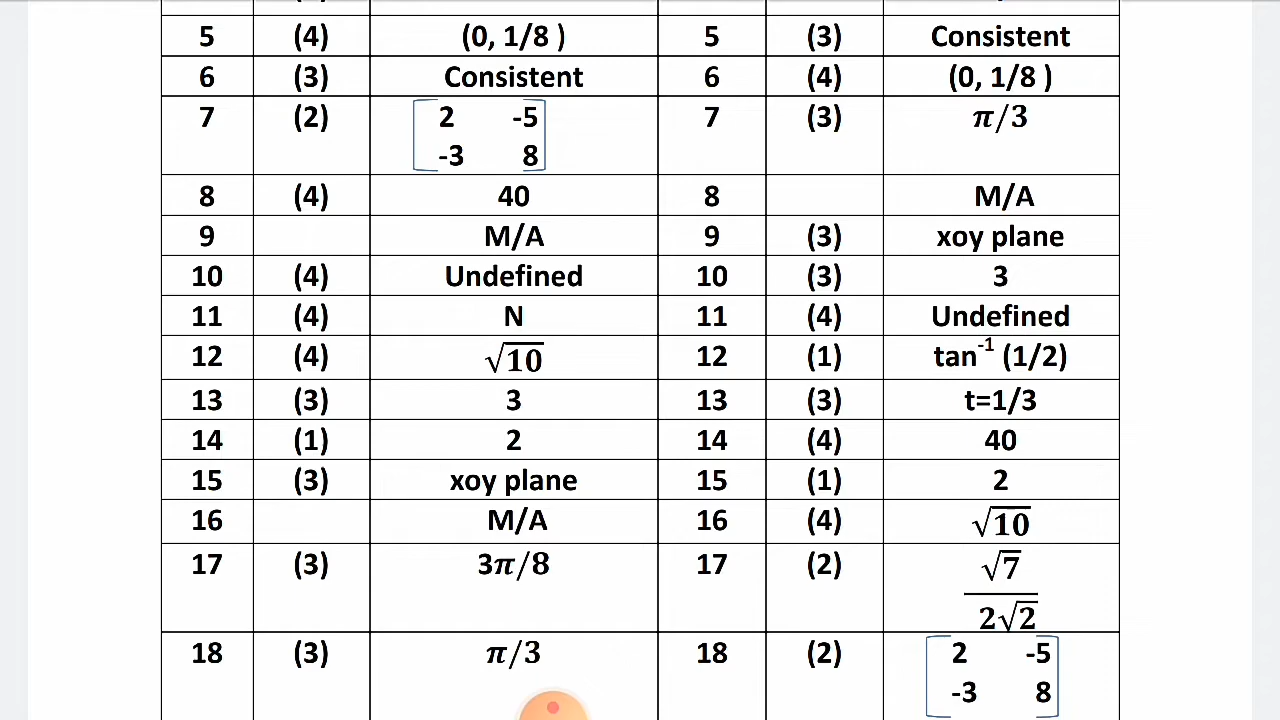 5 (4) (0, 1/8 ) 5 (3) Consistent
6 (3) Consistent 6 (4) (0, 1/8 )
7 (2) 2 -5 7 (3) π/3
-3 8
8 (4) 40 8 M/A
9 M/A 9 (3) xoy plane
10 (4) Undefined 10 (3) 3
11 (4) N 11 (4) Undefined
12 (4) √10 12 (1) tan⁻¹ (1/2)
13 (3) 3 13 (3) t=1/3
14 (1) 2 14 (4) 40
15 (3) xoy plane 15 (1) 2
16 M/A 16 (4) √10
17 (3) 3π/8 17 (2) √7
2√2
18 (3) π/3 18 (2) 2 -5
-3 8